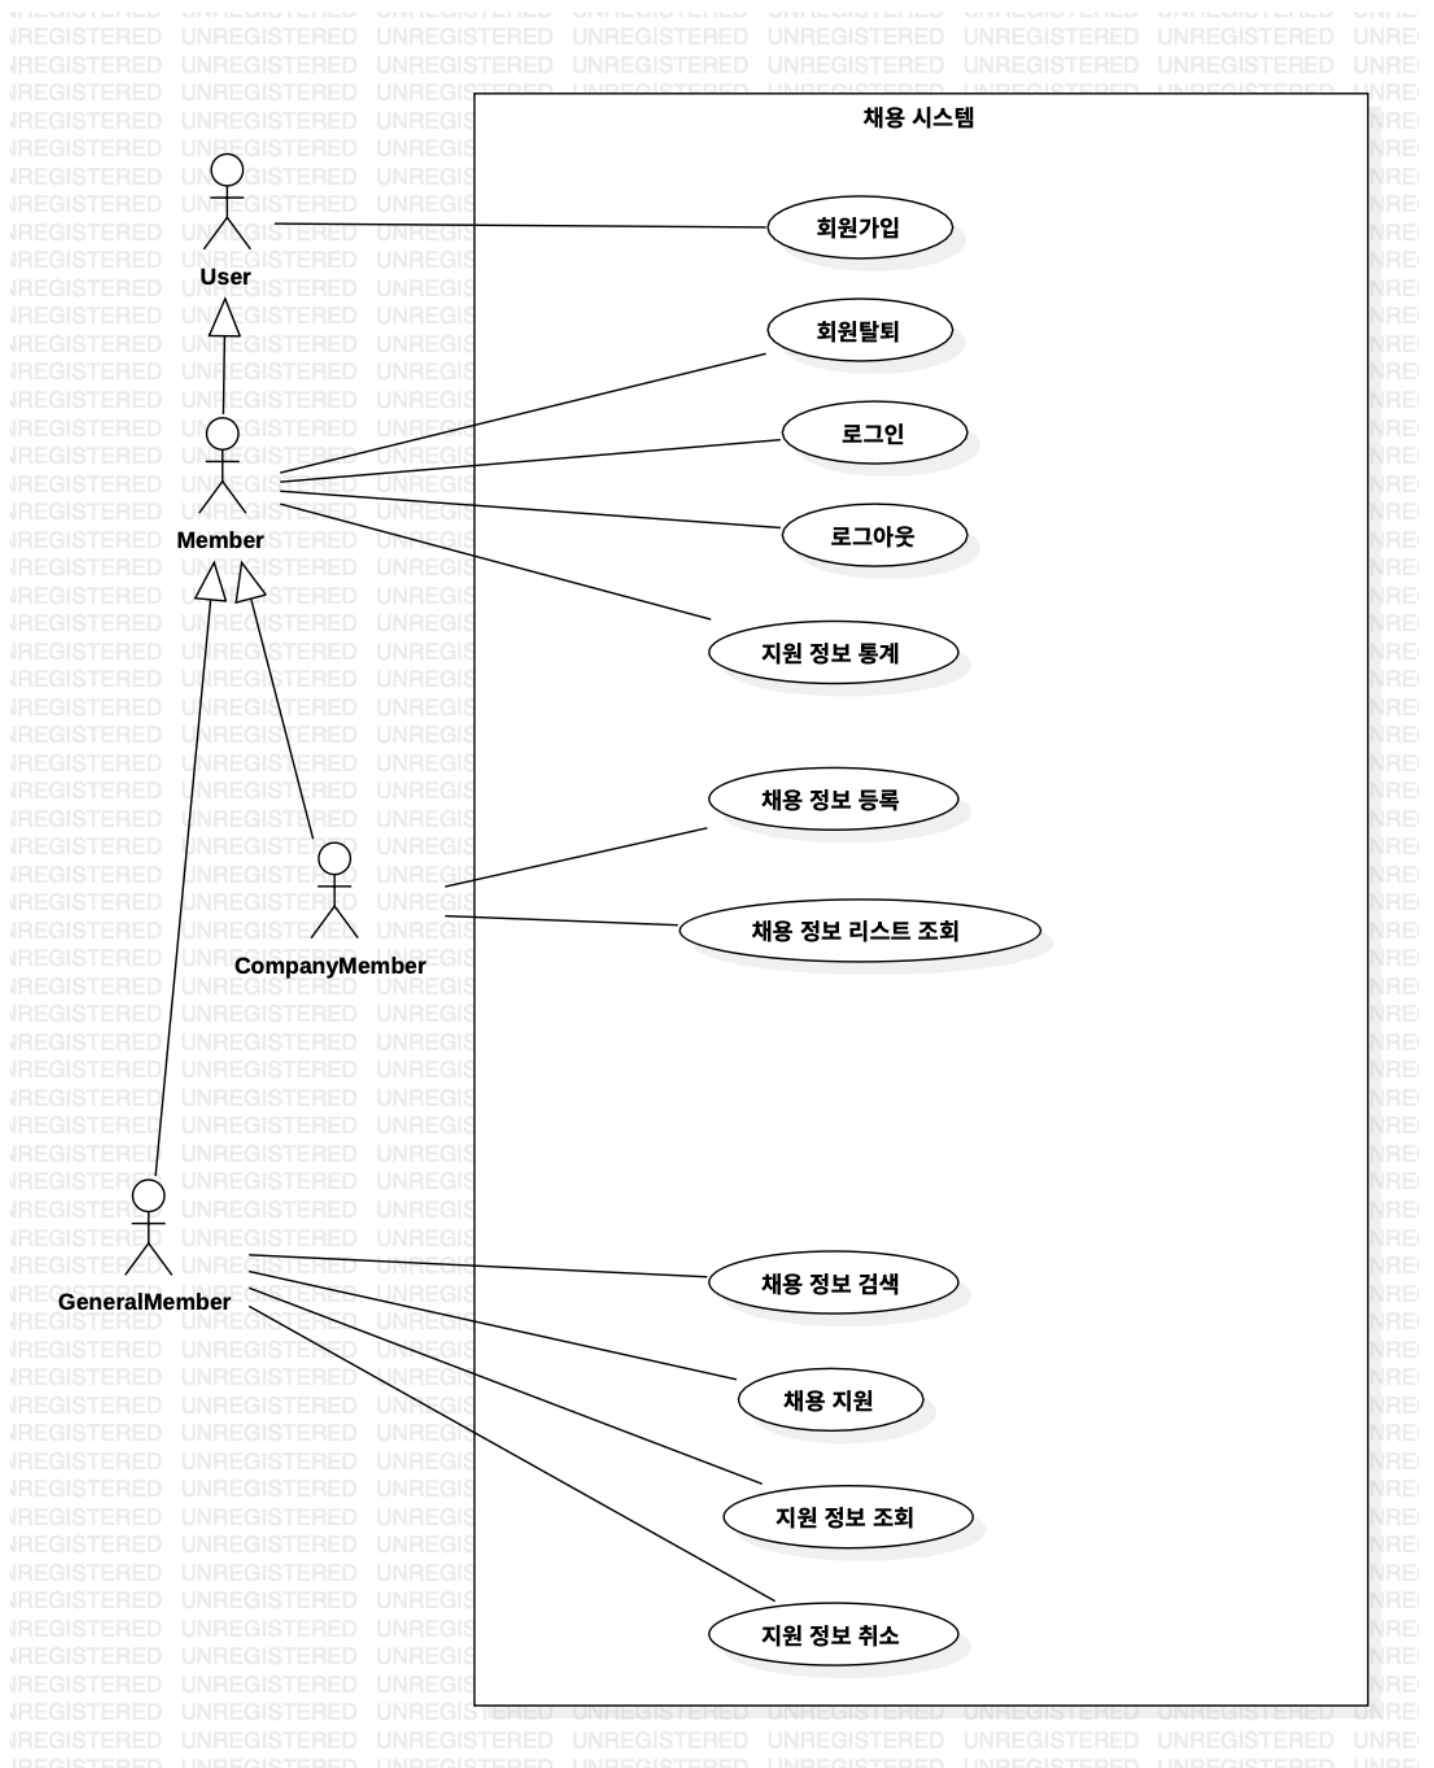 채용 시스템
User
회원가입
회원탈퇴
로그인
Member
로그아웃
지원 정보 통계
채용 정보 등록
채용 정보 리스트 조회
CompanyMember
채용 정보 검색
GeneralMember
채용 지원
지원 정보 조회
지원 정보 취소
UNREGISTERED